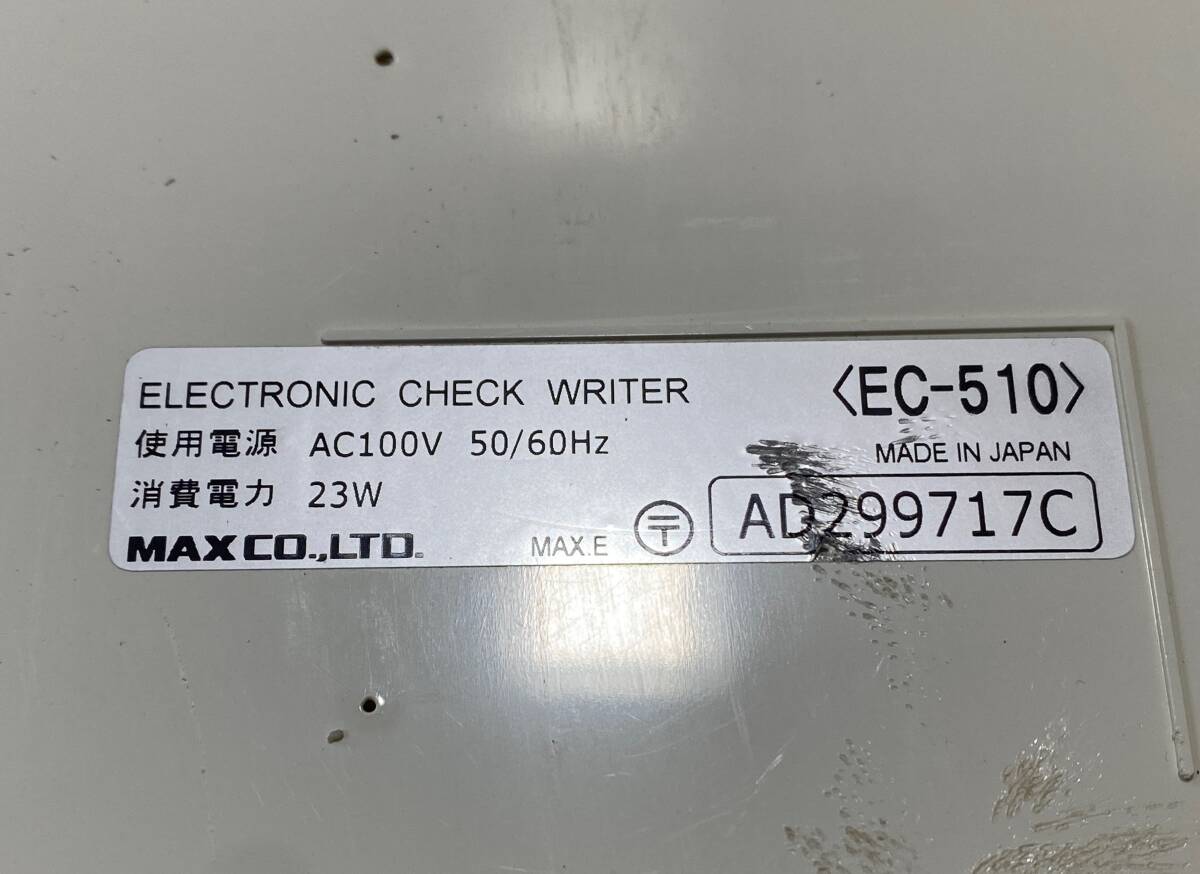 ELECTRONIC CHECK WRITER
<EC-510>
使用電源 AC100V 50/60Hz
MADE IN JAPAN
消費電力 23W
AD299717C
MAX CO.,LTD.
MAX.E